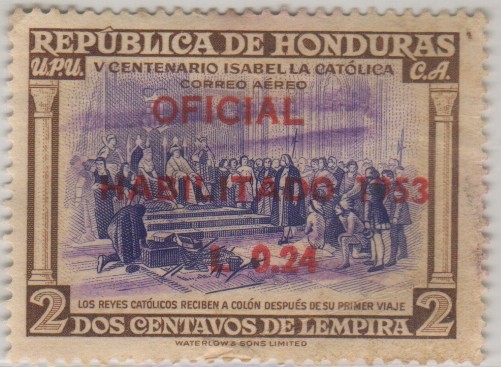 REPÚBLICA DE HONDURAS
U.P.U. V CENTENARIO ISABEL LA CATÓLICA C.A.
CORREO AÉREO
OFICIAL
HABILITADO 1953
L 0.24
LOS REYES CATÓLICOS RECIBEN A COLÓN DESPUÉS DE SU PRIMER VIAJE
2 DOS CENTAVOS DE LEMPIRA 2
WATERLOW & SONS LIMITED